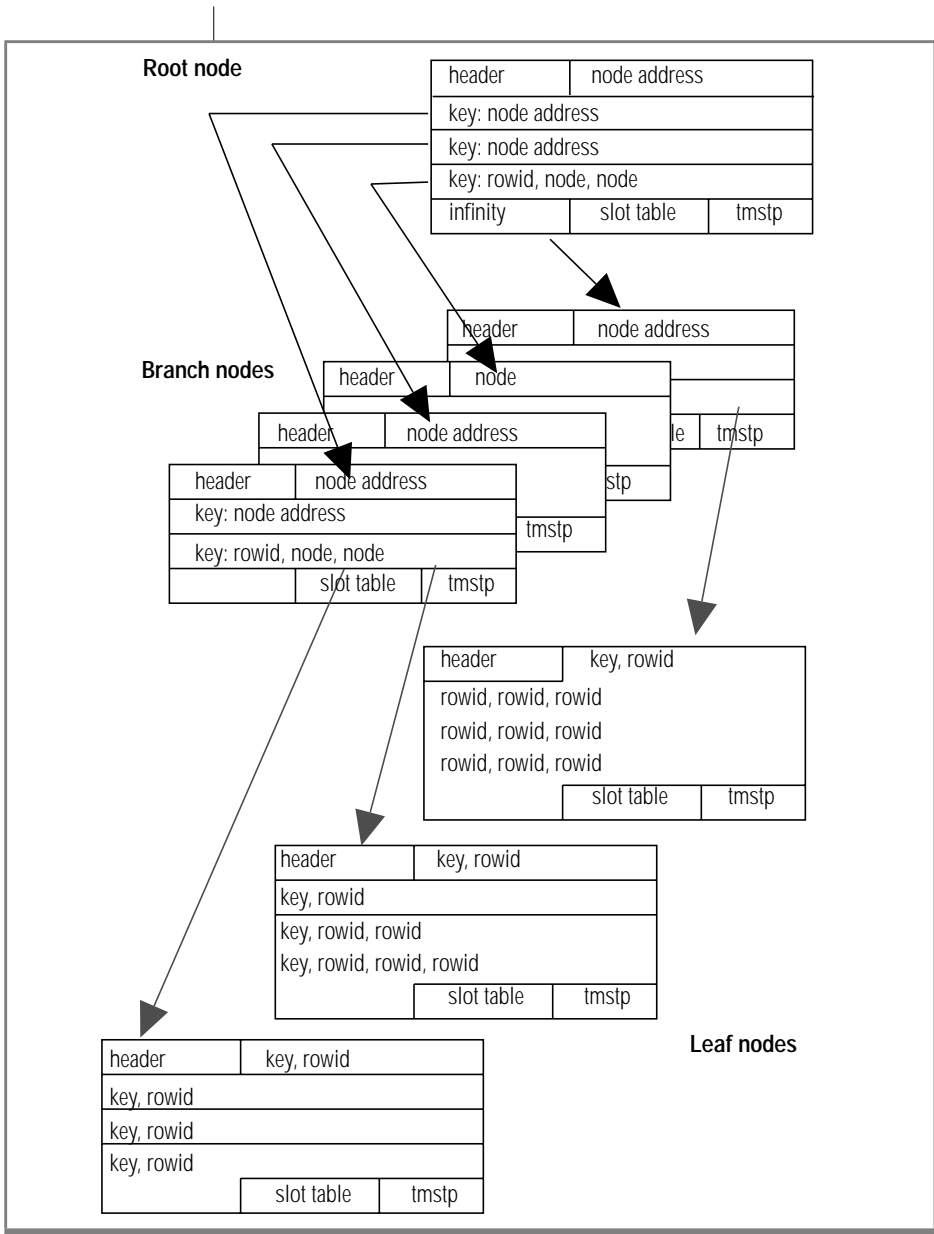 Root node
header node address
key: node address
key: node address
key: rowid, node, node
infinity slot table tmstp
Branch nodes
header node address
le tmstp
header node
stp
header node address
tmstp
header node address
key: node address
key: rowid, node, node
slot table tmstp
header key, rowid
rowid, rowid, rowid
rowid, rowid, rowid
rowid, rowid, rowid
slot table tmstp
header key, rowid
key, rowid
key, rowid, rowid
key, rowid, rowid, rowid
slot table tmstp
Leaf nodes
header key, rowid
key, rowid
key, rowid
key, rowid
slot table tmstp